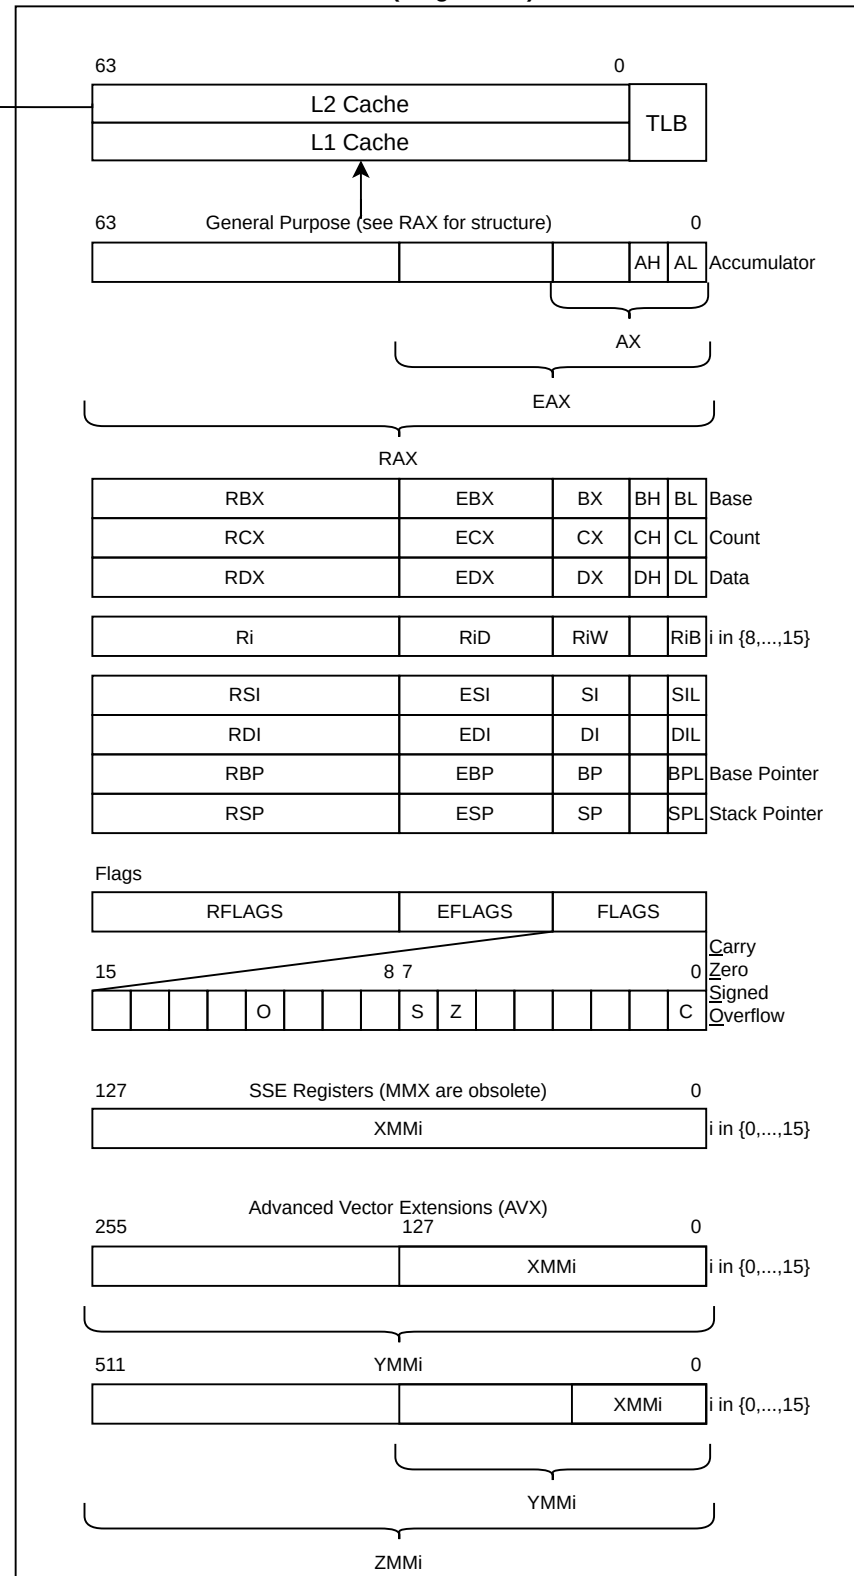 63 0
L2 Cache
TLB
L1 Cache
63 General Purpose (see RAX for structure) 0
AH AL Accumulator
AX
EAX
RAX
RBX EBX BX BH BL Base
RCX ECX CX CH CL Count
RDX EDX DX DH DL Data
Ri RiD RiW RiB i in {8,...,15}
RSI ESI SI SIL
RDI EDI DI DIL
RBP EBP BP BPL Base Pointer
RSP ESP SP SPL Stack Pointer
Flags
RFLAGS EFLAGS FLAGS
Carry
15 8 7 0 Zero
Signed
O S Z C
Overflow
127 SSE Registers (MMX are obsolete) 0
XMMi i in {0,...,15}
Advanced Vector Extensions (AVX)
255 127 0
XMMi i in {0,...,15}
YMMi
511 0
XMMi i in {0,...,15}
YMMi
ZMMi